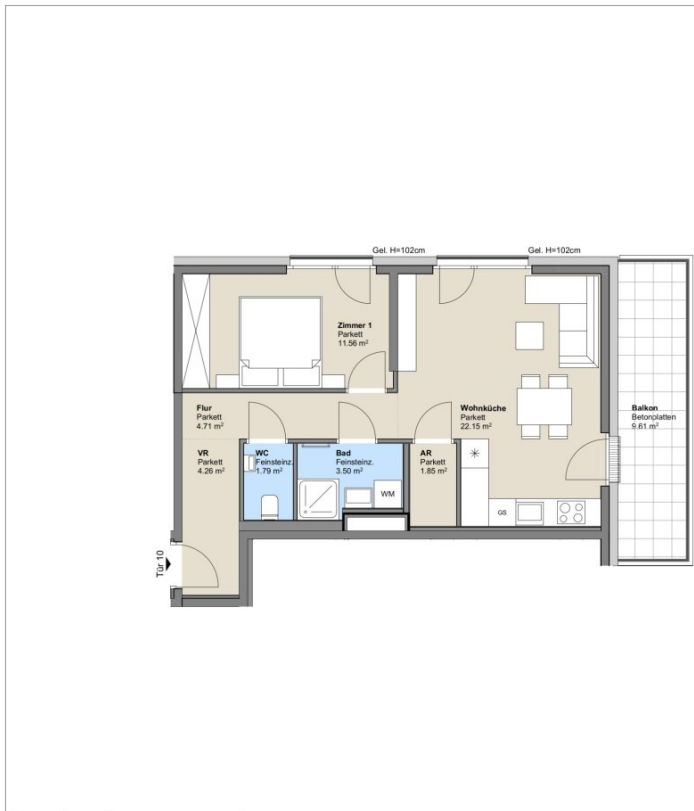 Gel. H=102cm
Gel. H=102cm
Zimmer 1
Parkett
11.56 m²
Flur
Parkett
4.71 m²
Wohnküche
Parkett
22.15 m²
Balkon
Betonplatten
9.61 m²
VR
Parkett
4.26 m²
WC
Feinsteinz.
1.79 m²
Bad
Feinsteinz.
3.50 m²
AR
Parkett
1.85 m²
WM
GS
Tür 10